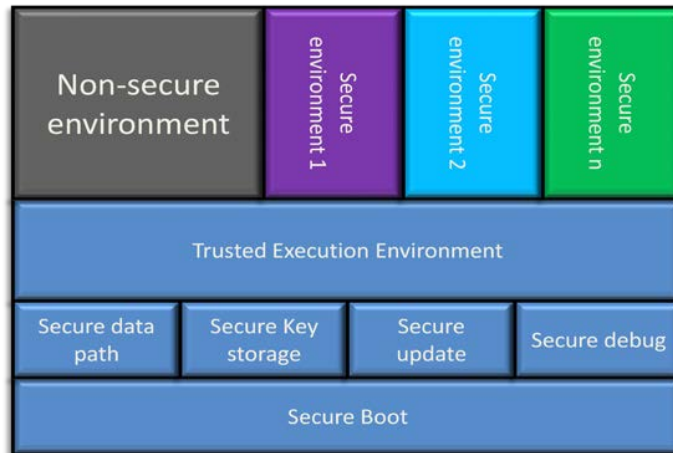 Non-secure
environment
Secure
environment 1
Secure
environment 2
Secure
environment n
Trusted Execution Environment
Secure data
path
Secure Key
storage
Secure
update
Secure debug
Secure Boot